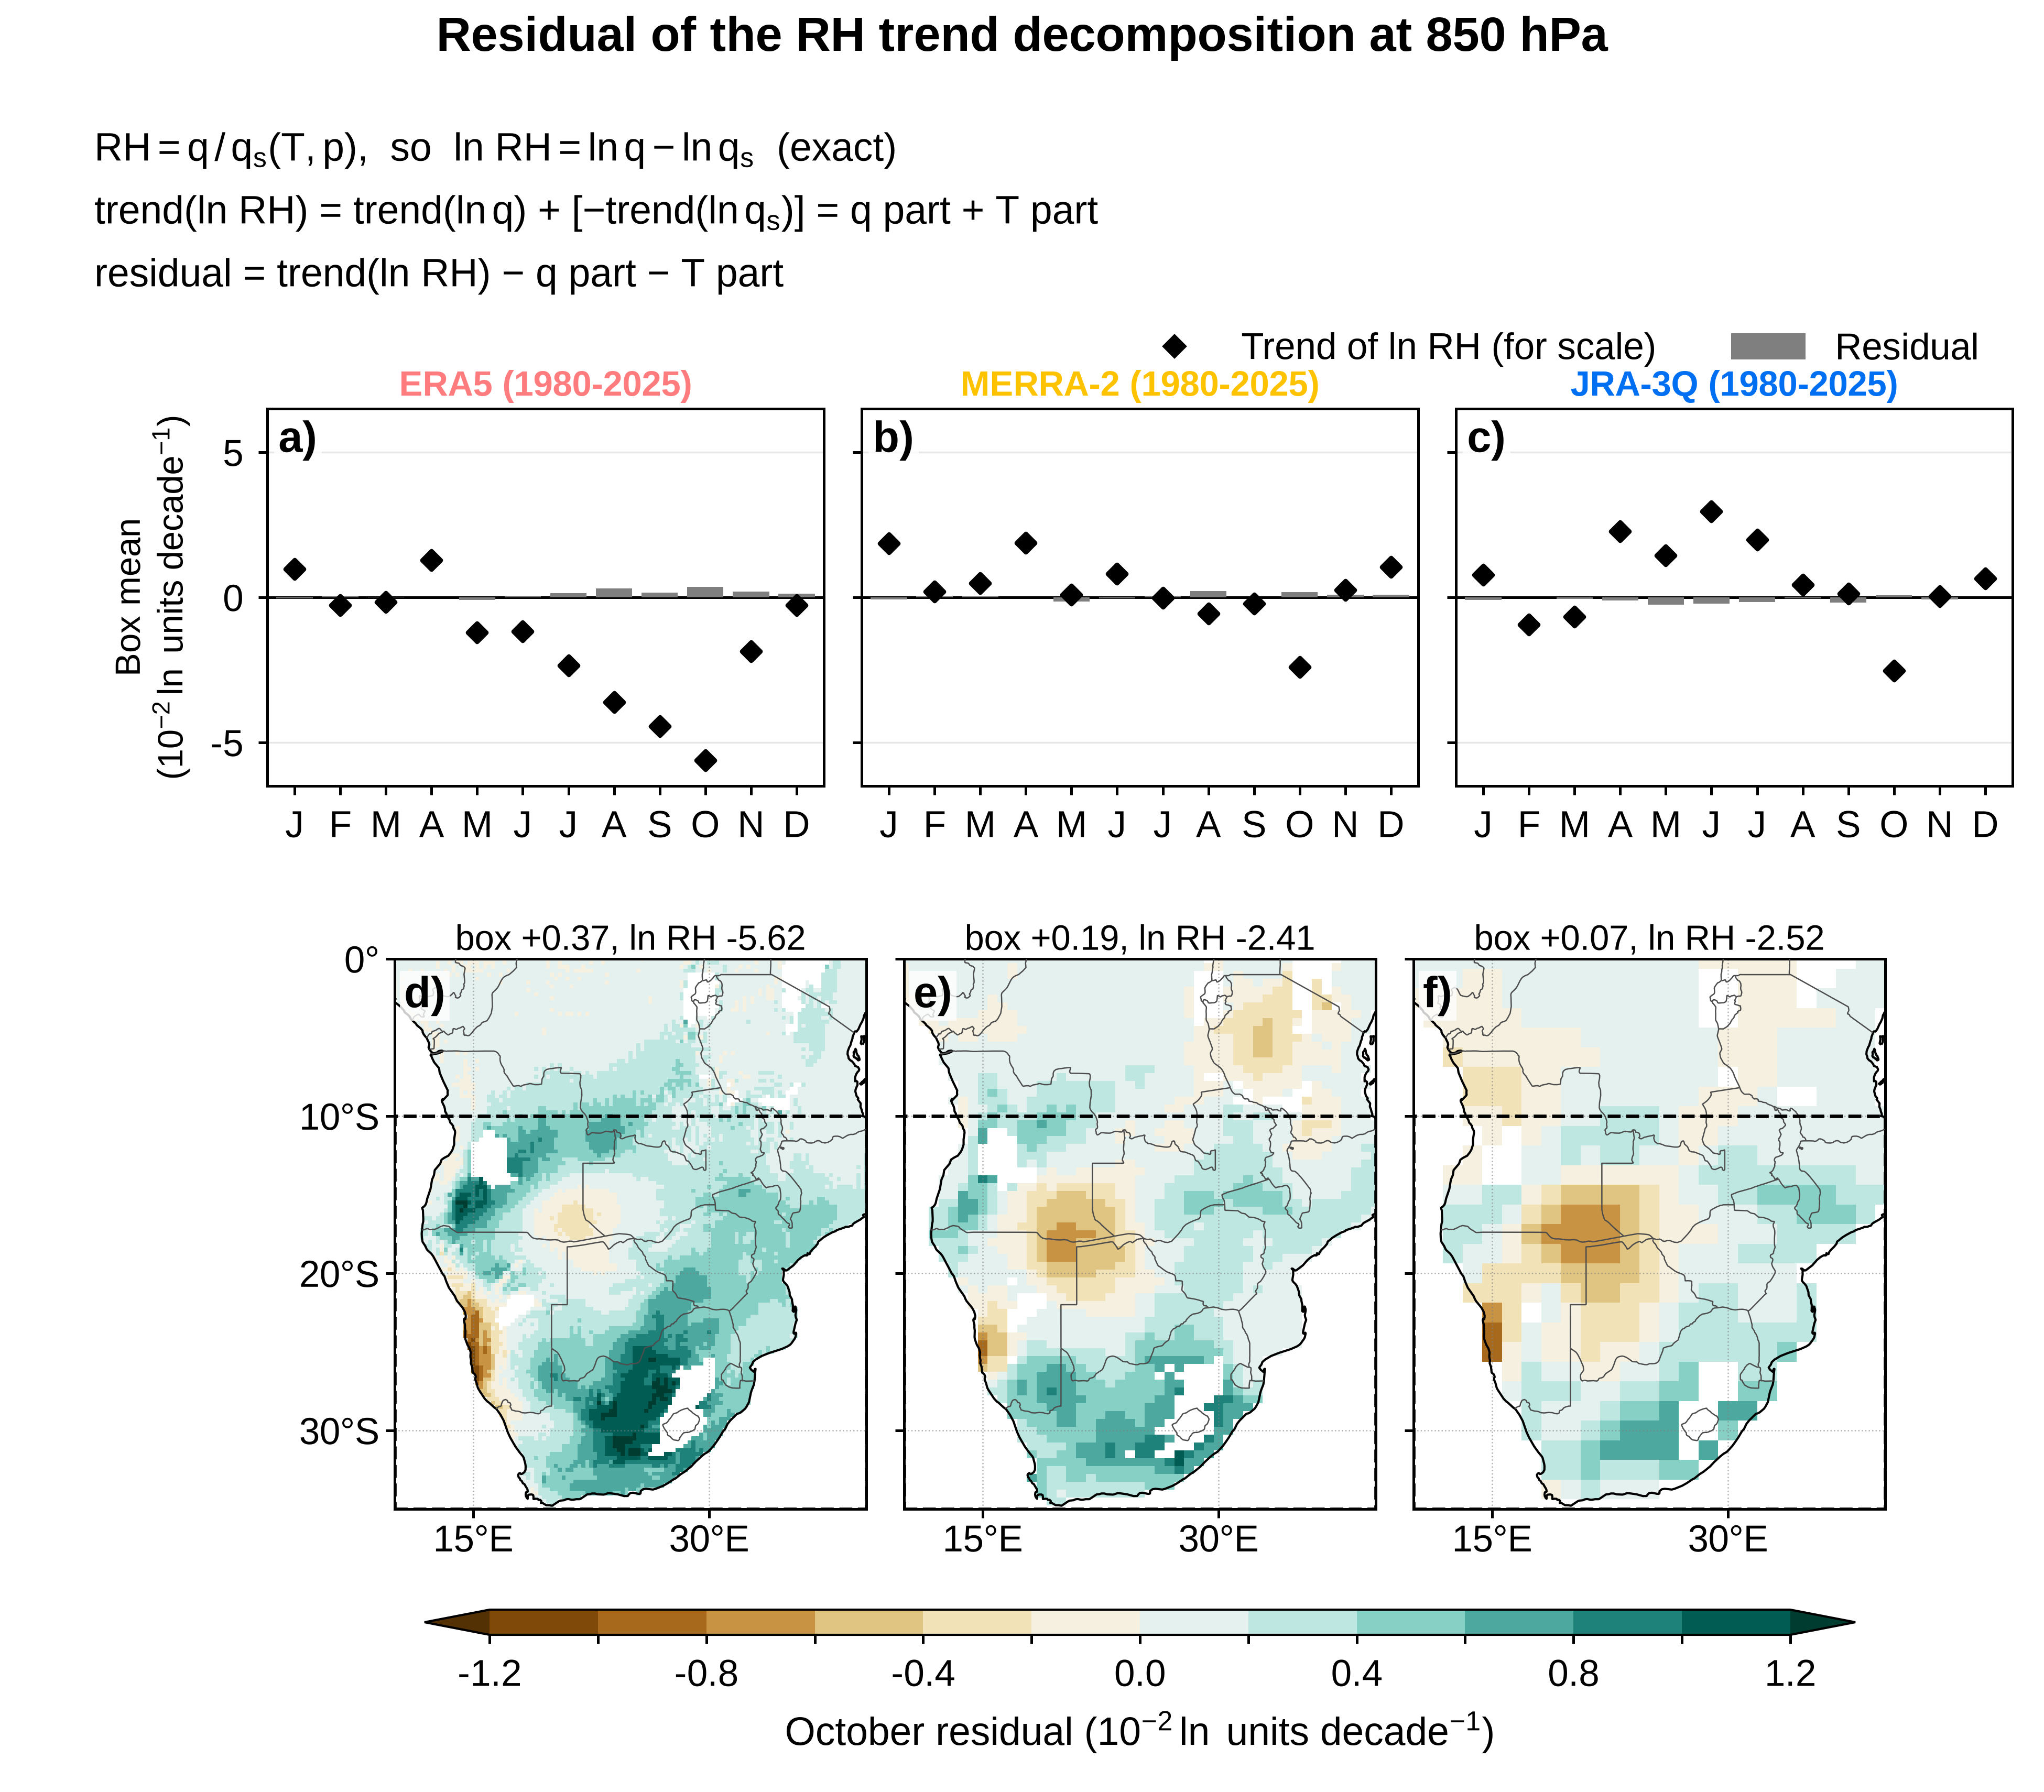 Residual of the RH trend decomposition at 850 hPa
RH = q / qₛ(T, p), so ln RH = ln q − ln qₛ (exact)
trend(ln RH) = trend(ln q) + [−trend(ln qₛ)] = q part + T part
residual = trend(ln RH) − q part − T part
Trend of ln RH (for scale) Residual
ERA5 (1980-2025) MERRA-2 (1980-2025) JRA-3Q (1980-2025)
Box mean
(10⁻² ln units decade⁻¹)
a) b) c)
5
0
-5
J F M A M J J A S O N D J F M A M J J A S O N D J F M A M J J A S O N D
box +0.37, ln RH -5.62 box +0.19, ln RH -2.41 box +0.07, ln RH -2.52
d) e) f)
0°
10°S
20°S
30°S
15°E 30°E 15°E 30°E 15°E 30°E
-1.2 -0.8 -0.4 0.0 0.4 0.8 1.2
October residual (10⁻² ln units decade⁻¹)